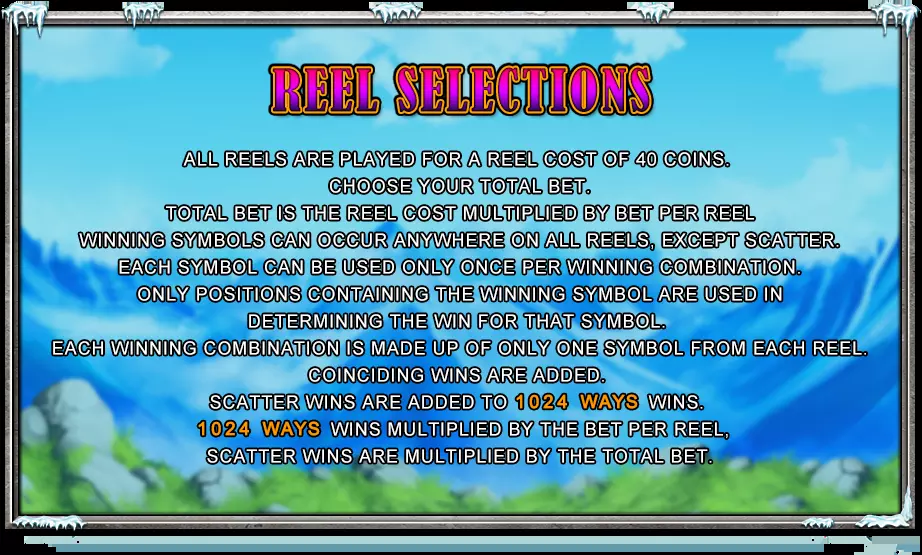 REEL SELECTIONS
ALL REELS ARE PLAYED FOR A REEL COST OF 40 COINS.
CHOOSE YOUR TOTAL BET.
TOTAL BET IS THE REEL COST MULTIPLIED BY BET PER REEL
WINNING SYMBOLS CAN OCCUR ANYWHERE ON ALL REELS, EXCEPT SCATTER.
EACH SYMBOL CAN BE USED ONLY ONCE PER WINNING COMBINATION.
ONLY POSITIONS CONTAINING THE WINNING SYMBOL ARE USED IN
DETERMINING THE WIN FOR THAT SYMBOL.
EACH WINNING COMBINATION IS MADE UP OF ONLY ONE SYMBOL FROM EACH REEL.
COINCIDING WINS ARE ADDED.
SCATTER WINS ARE ADDED TO 1024 WAYS WINS.
1024 WAYS WINS MULTIPLIED BY THE BET PER REEL,
SCATTER WINS ARE MULTIPLIED BY THE TOTAL BET.